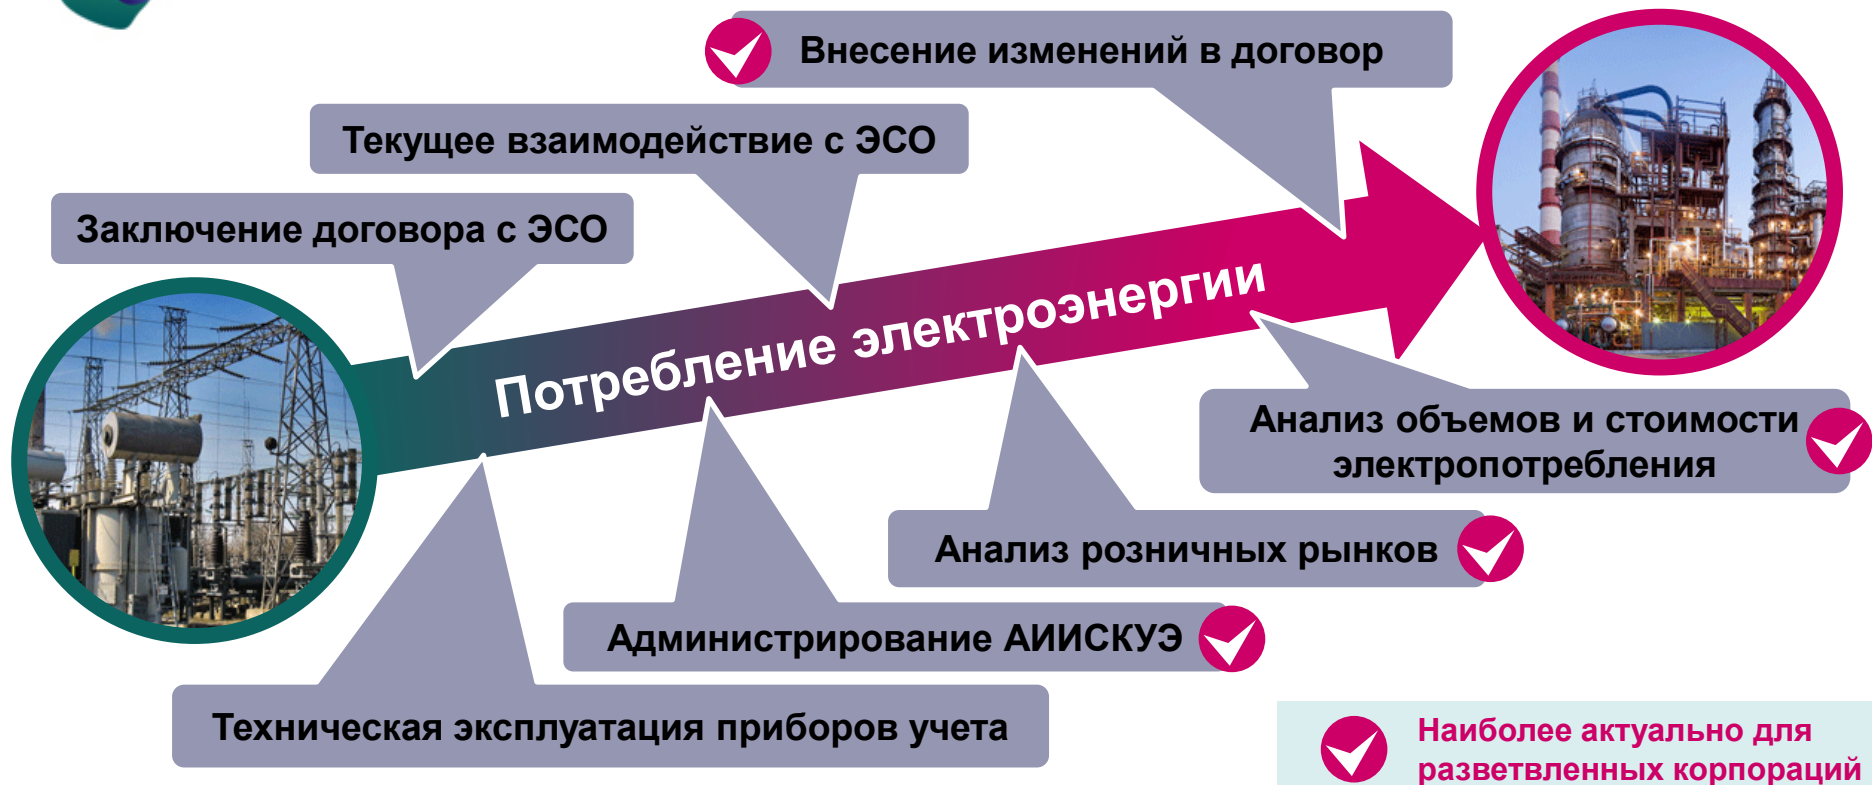 Внесение изменений в договор
Текущее взаимодействие с ЭСО
Заключение договора с ЭСО
Потребление электроэнергии
Анализ объемов и стоимости
электропотребления
Анализ розничных рынков
Администрирование АИИСКУЭ
Техническая эксплуатация приборов учета
Наиболее актуально для
разветвленных корпораций